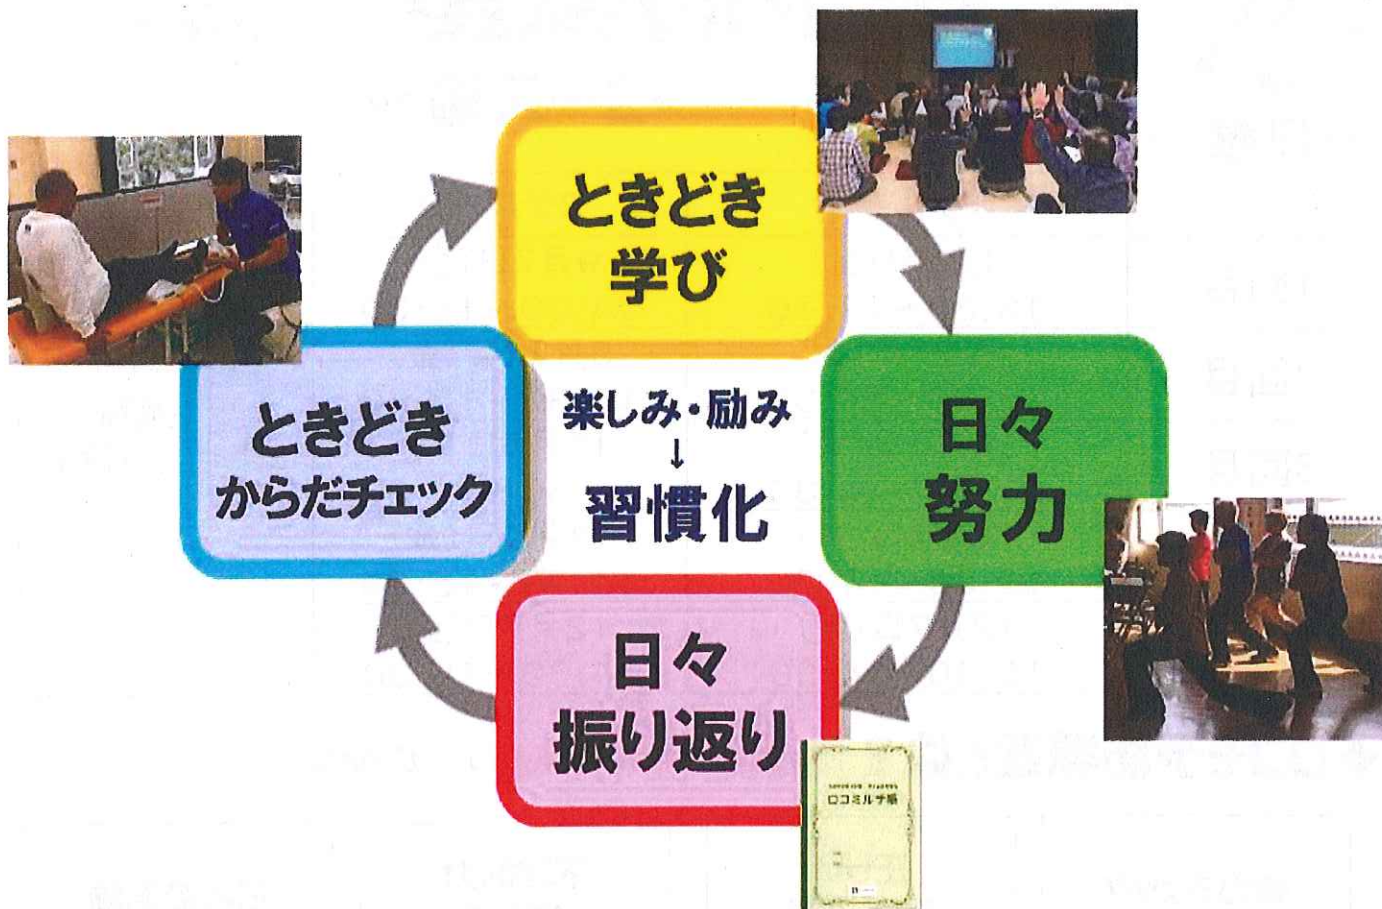 ときどき
学び
日々
努力
日々
振り返り
ときどき
からだチェック
楽しみ・励み
↓
習慣化
ロコミル手帳